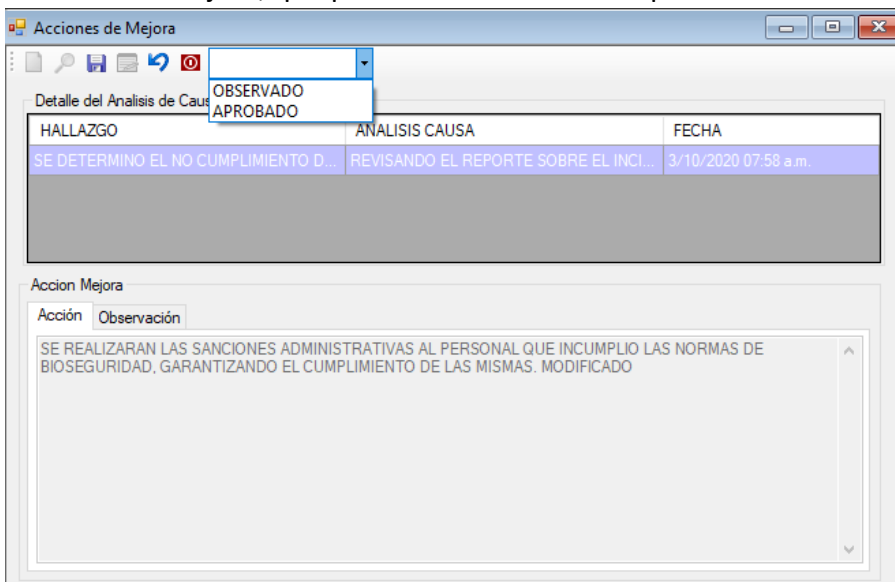 Acciones de Mejora
OBSERVADO
APROBADO
Detalle del Analisis de Caus
HALLAZGO ANALISIS CAUSA FECHA
SE DETERMINO EL NO CUMPLIMIENTO D... REVISANDO EL REPORTE SOBRE EL INCI... 3/10/2020 07:58 a.m.
Accion Mejora
Acción Observación
SE REALIZARAN LAS SANCIONES ADMINISTRATIVAS AL PERSONAL QUE INCUMPLIO LAS NORMAS DE
BIOSEGURIDAD, GARANTIZANDO EL CUMPLIMIENTO DE LAS MISMAS. MODIFICADO